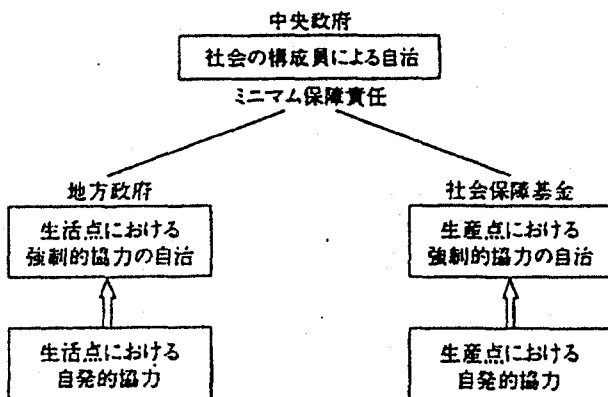 中央政府
社会の構成員による自治
ミニマム保障責任
地方政府
生活点における
強制的協力の自治
生活点における
自発的協力
社会保障基金
生産点における
強制的協力の自治
生産点における
自発的協力